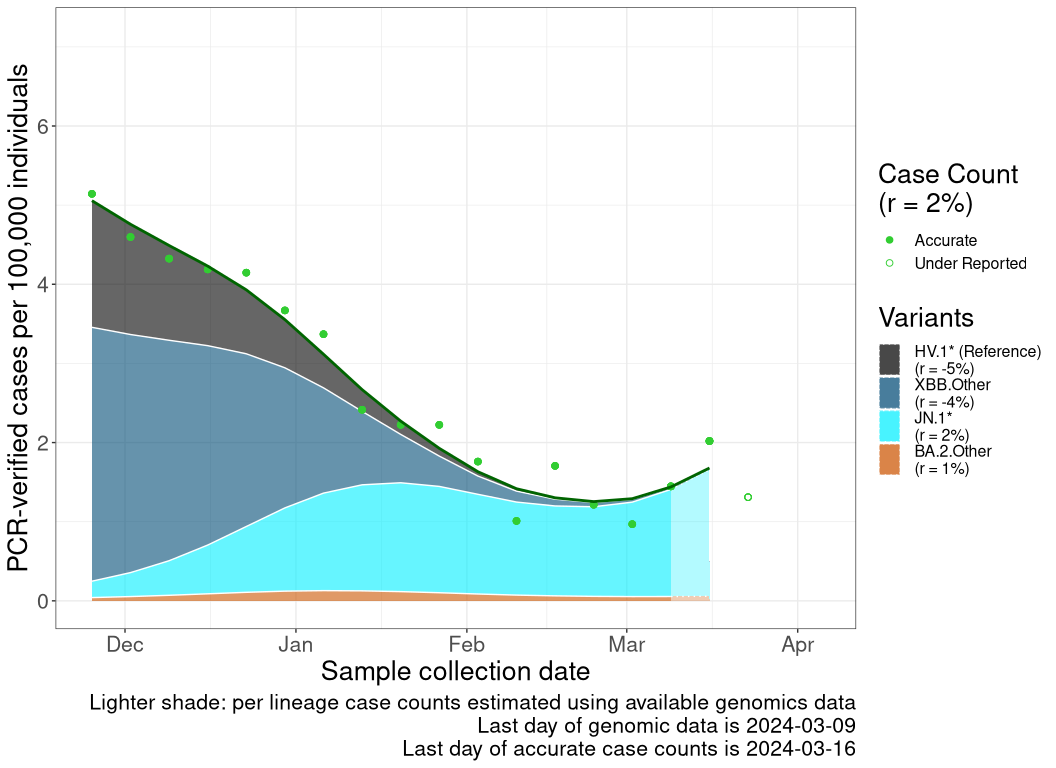 PCR-verified cases per 100,000 individuals
6
4
2
0
Dec
Jan
Feb
Mar
Apr
Sample collection date
Lighter shade: per lineage case counts estimated using available genomics data
Last day of genomic data is 2024-03-09
Last day of accurate case counts is 2024-03-16
Case Count
(r = 2%)
Accurate
Under Reported
Variants
HV.1* (Reference)
(r = -5%)
XBB.Other
(r = -4%)
JN.1*
(r = 2%)
BA.2.Other
(r = 1%)